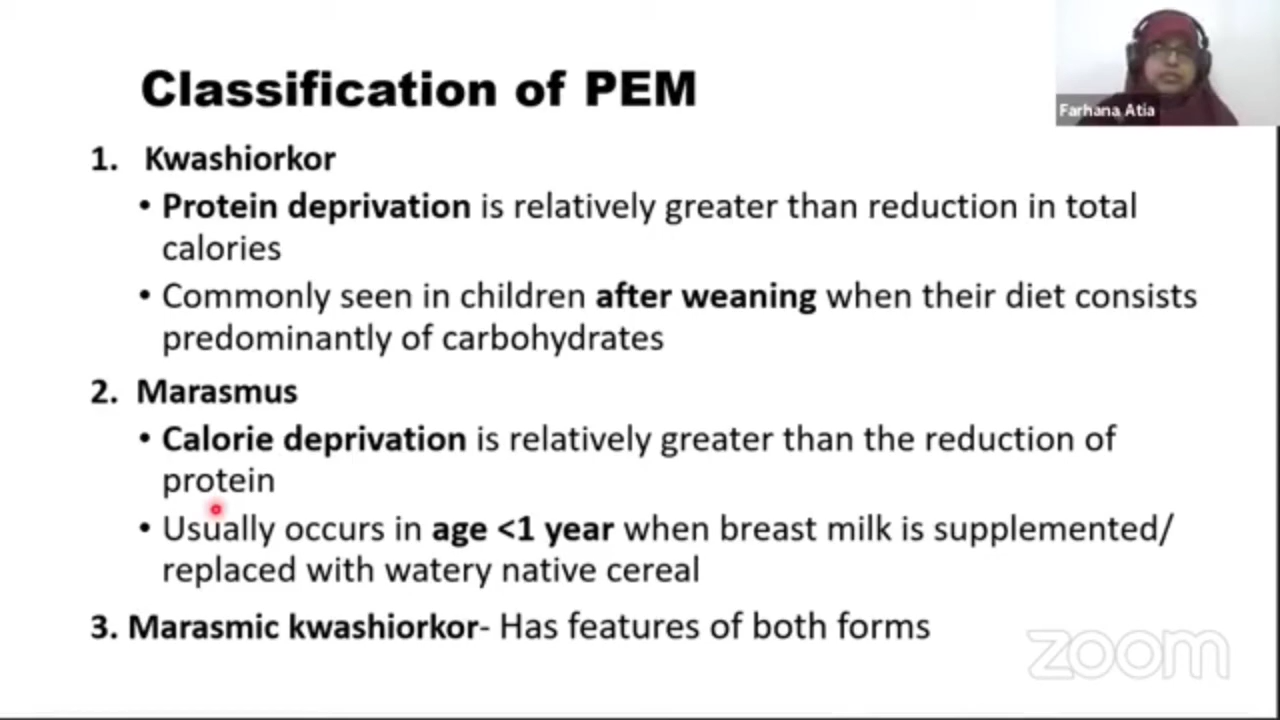 Classification of PEM
Farhana Atia
1. Kwashiorkor
• Protein deprivation is relatively greater than reduction in total
calories
• Commonly seen in children after weaning when their diet consists
predominantly of carbohydrates
2. Marasmus
• Calorie deprivation is relatively greater than the reduction of
protein
• Usually occurs in age <1 year when breast milk is supplemented/
replaced with watery native cereal
3. Marasmic kwashiorkor- Has features of both forms
zoom